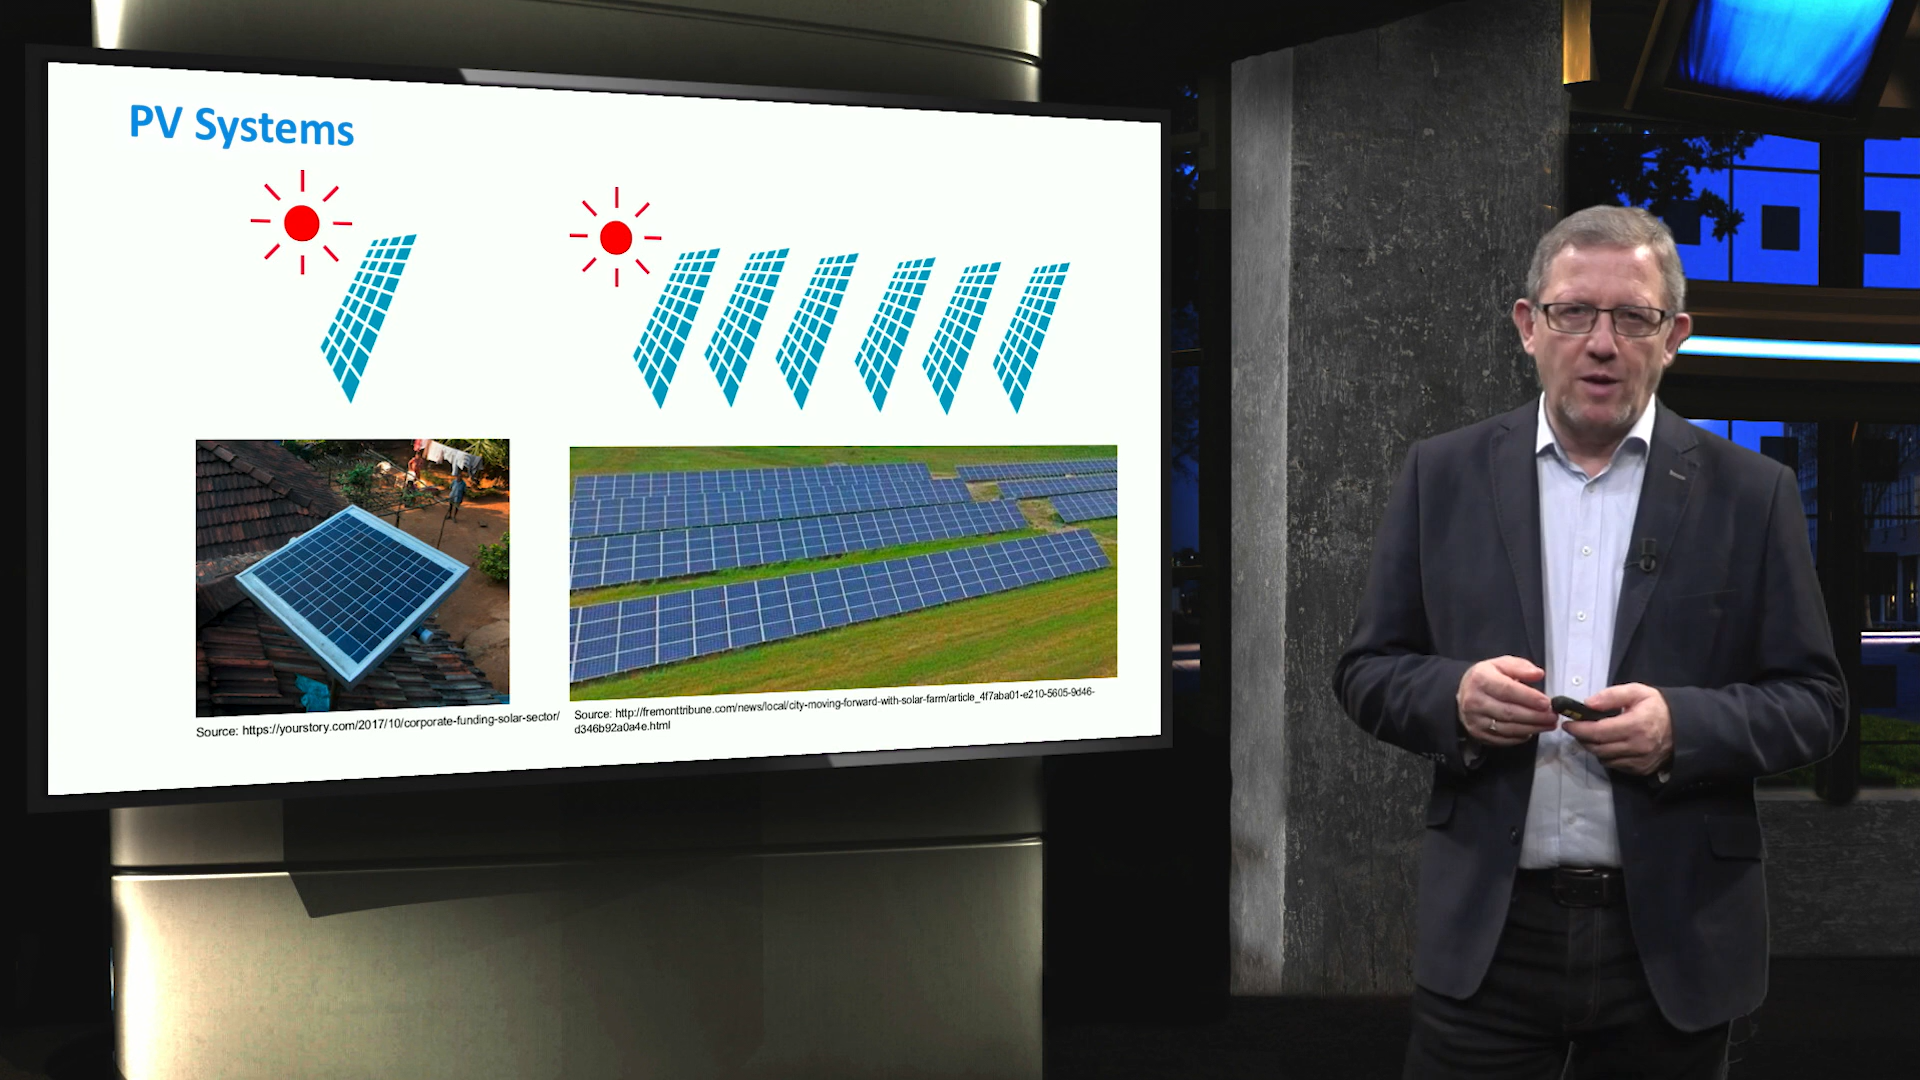 PV Systems
Source: https://yourstory.com/2017/10/corporate-funding-solar-sector/
Source: http://fremonttribune.com/news/local/city-moving-forward-with-solar-farm/article_4f7aba01-e210-5605-9d46-
d346b92a0a4e.html